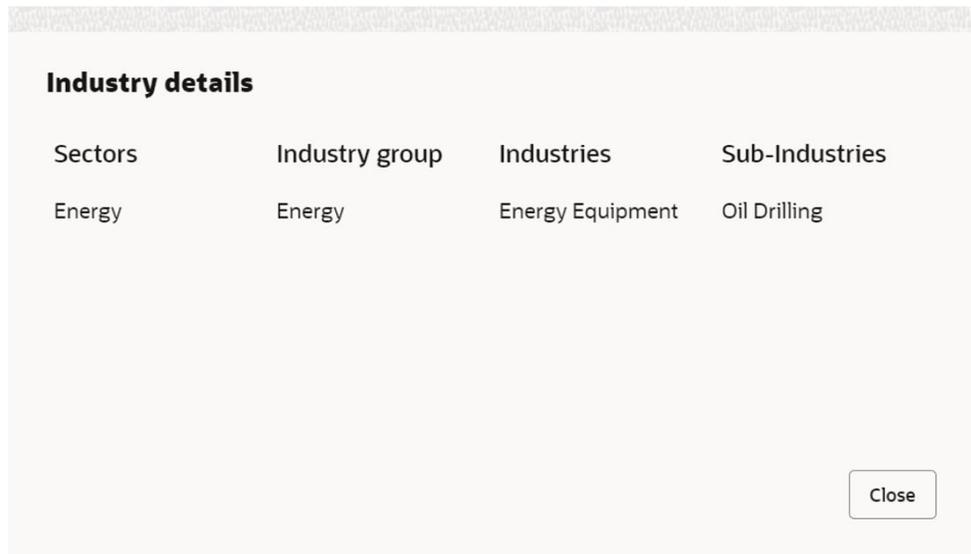 Industry details
Sectors Industry group Industries Sub-Industries
Energy Energy Energy Equipment Oil Drilling
Close